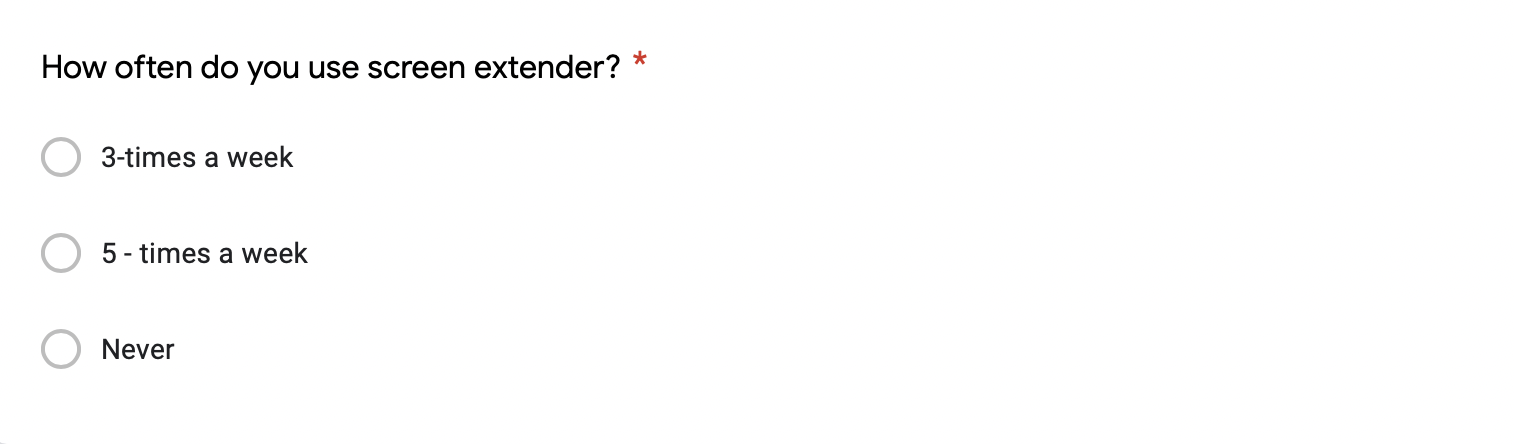 How often do you use screen extender? *
3-times a week
5 - times a week
Never